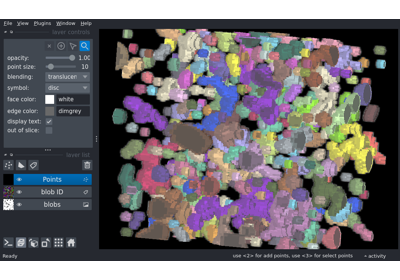 File View Plugins Window Help
layer controls
opacity: 1.00
point size: 10
blending: translucen
symbol: disc
face color: white
edge color: dimgrey
display text:
out of slice:
layer list
Points
blob ID
blobs
Ready
use <2> for add points, use <3> for select points
activity